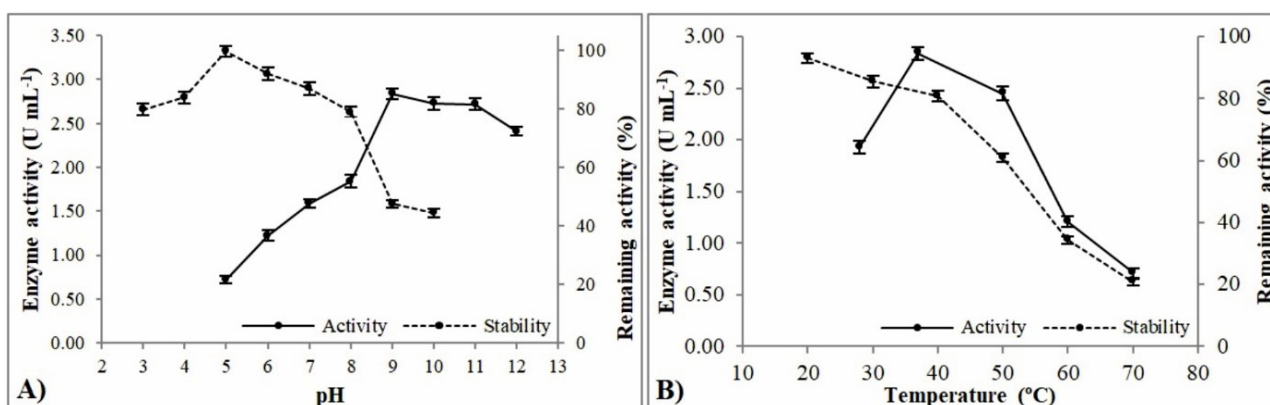 Enzyme activity (U mL-1)
3.50
3.00
2.50
2.00
1.50
1.00
0.50
0.00
100
80
60
40
20
0
Remaining activity (%)
Activity Stability
2 3 4 5 6 7 8 9 10 11 12 13
A) pH
Enzyme activity (U mL-1)
3.00
2.50
2.00
1.50
1.00
0.50
0.00
100
80
60
40
20
0
Remaining activity (%)
Activity Stability
10 20 30 40 50 60 70 80
B) Temperature (ºC)